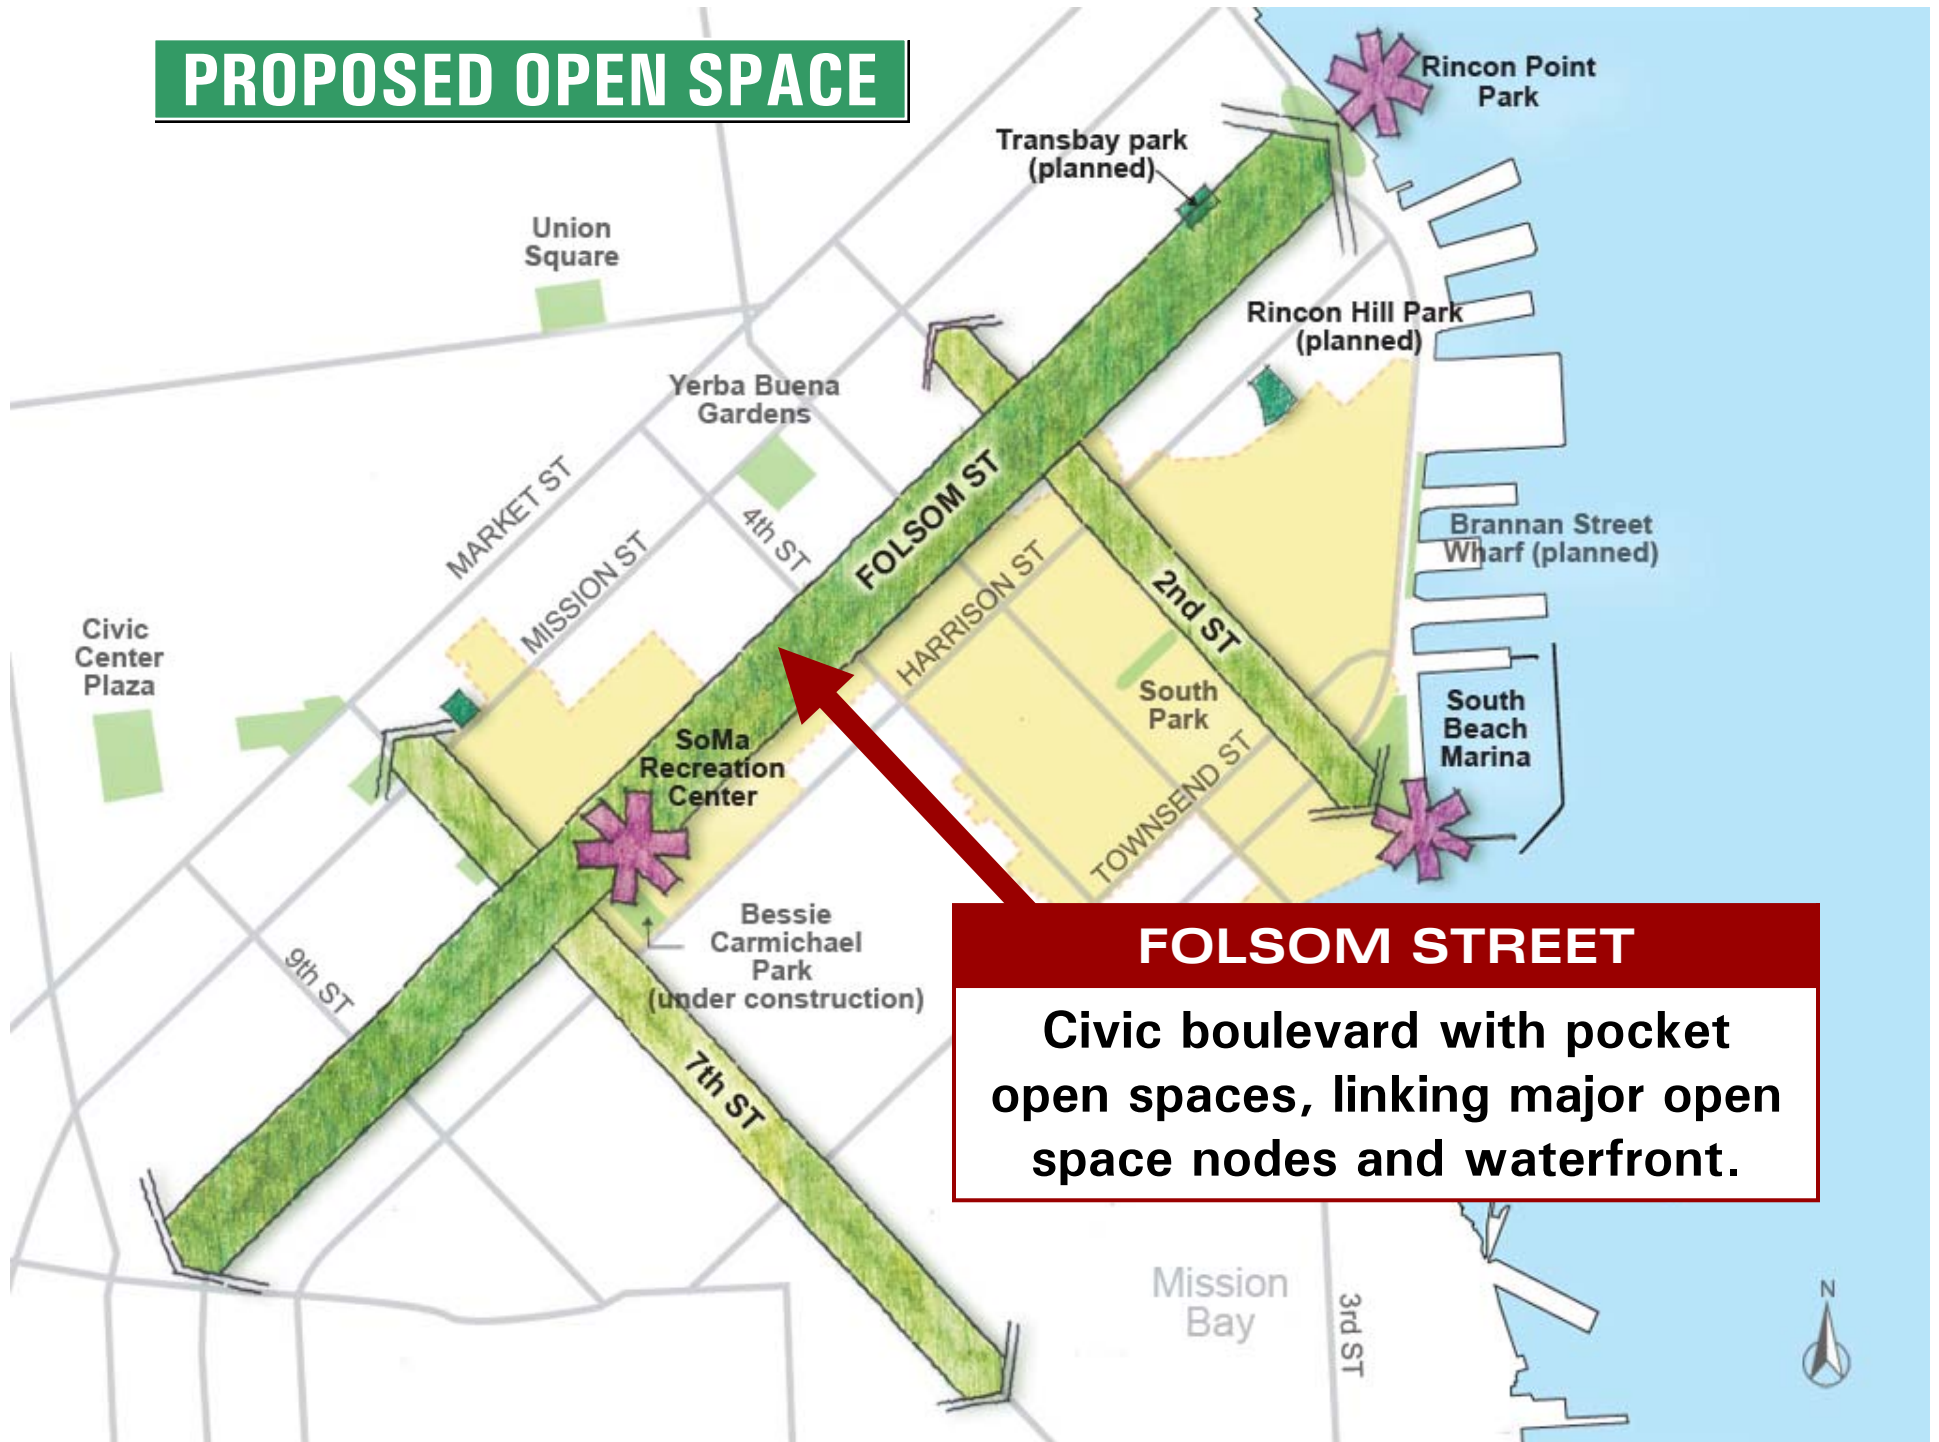 PROPOSED OPEN SPACE
Rincon Point
Park
Transbay park
(planned)
Union
Square
Rincon Hill Park
(planned)
Yerba Buena
Gardens
MARKET ST
MISSION ST
4th ST
FOLSOM ST
HARRISON ST
2nd ST
Brannan Street
Wharf (planned)
Civic
Center
Plaza
South
Park
South
Beach
Marina
SoMa
Recreation
Center
TOWNSEND ST
Bessie
Carmichael
Park
(under construction)
9th ST
7th ST
FOLSOM STREET
Civic boulevard with pocket
open spaces, linking major open
space nodes and waterfront.
Mission
Bay
3rd ST
N